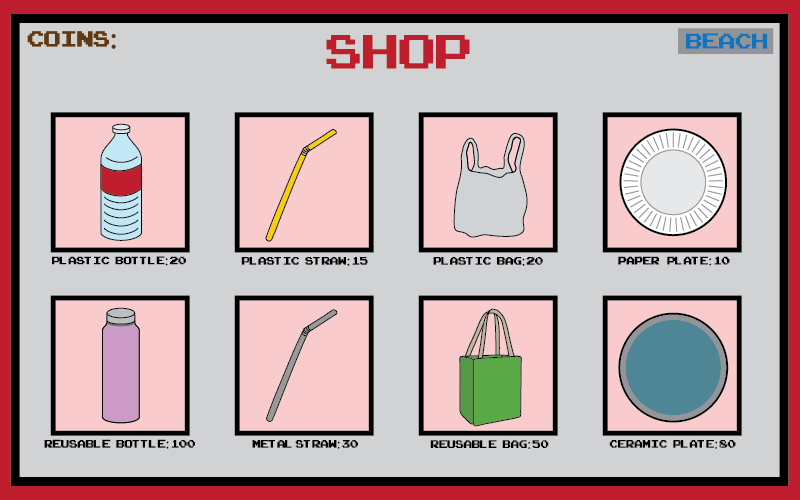 COINS:
SHOP
BEACH
PLASTIC BOTTLE:20
PLASTIC STRAW:15
PLASTIC BAG:20
PAPER PLATE:10
REUSABLE BOTTLE:100
METAL STRAW:30
REUSABLE BAG:50
CERAMIC PLATE:80